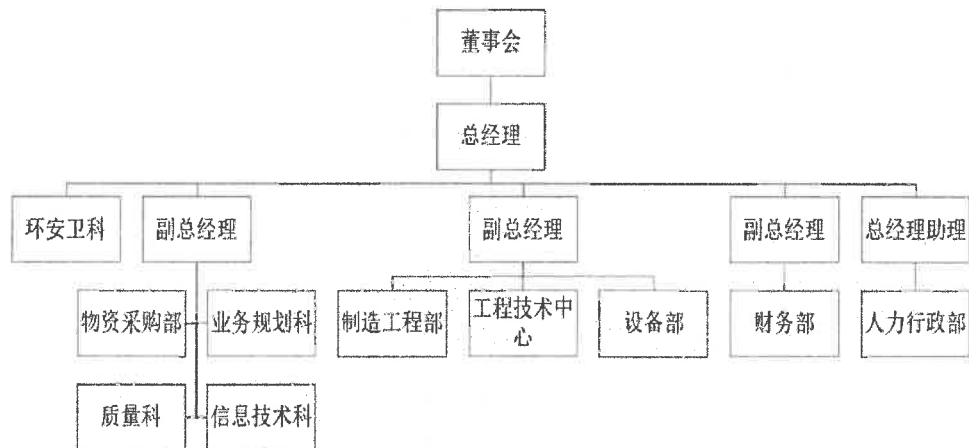 董事会
总经理
环安卫科
副总经理
副总经理
副总经理
总经理助理
物资采购部
业务规划科
制造工程部
工程技术中
心
设备部
财务部
人力行政部
质量科
信息技术科